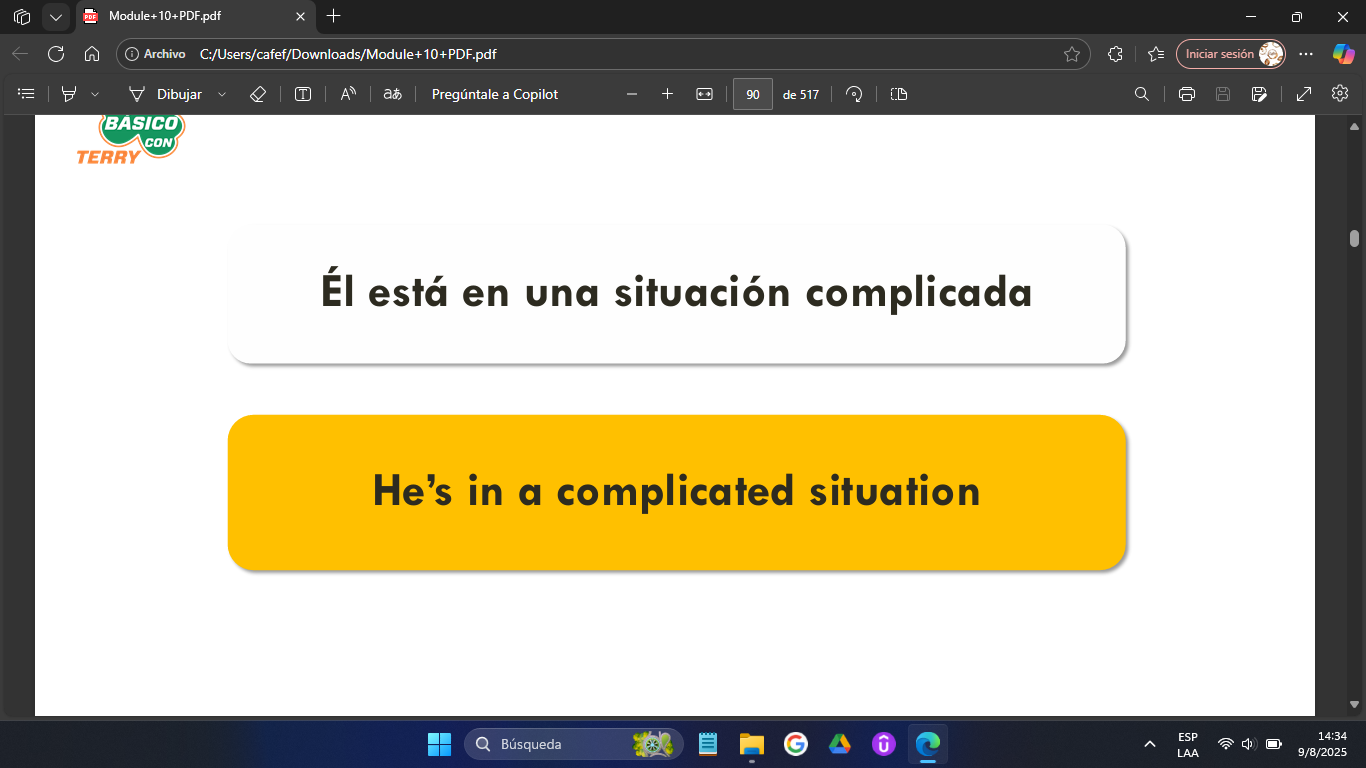 Module+10+PDF.pdf
Archivo C:/Users/cafef/Downloads/Module+10+PDF.pdf Iniciar sesión
Dibujar Pregúntale a Copilot 90 de 517
BÁSICO
CON
TERRY
Él está en una situación complicada
He’s in a complicated situation
Búsqueda
ESP
LAA
14:34
9/8/2025